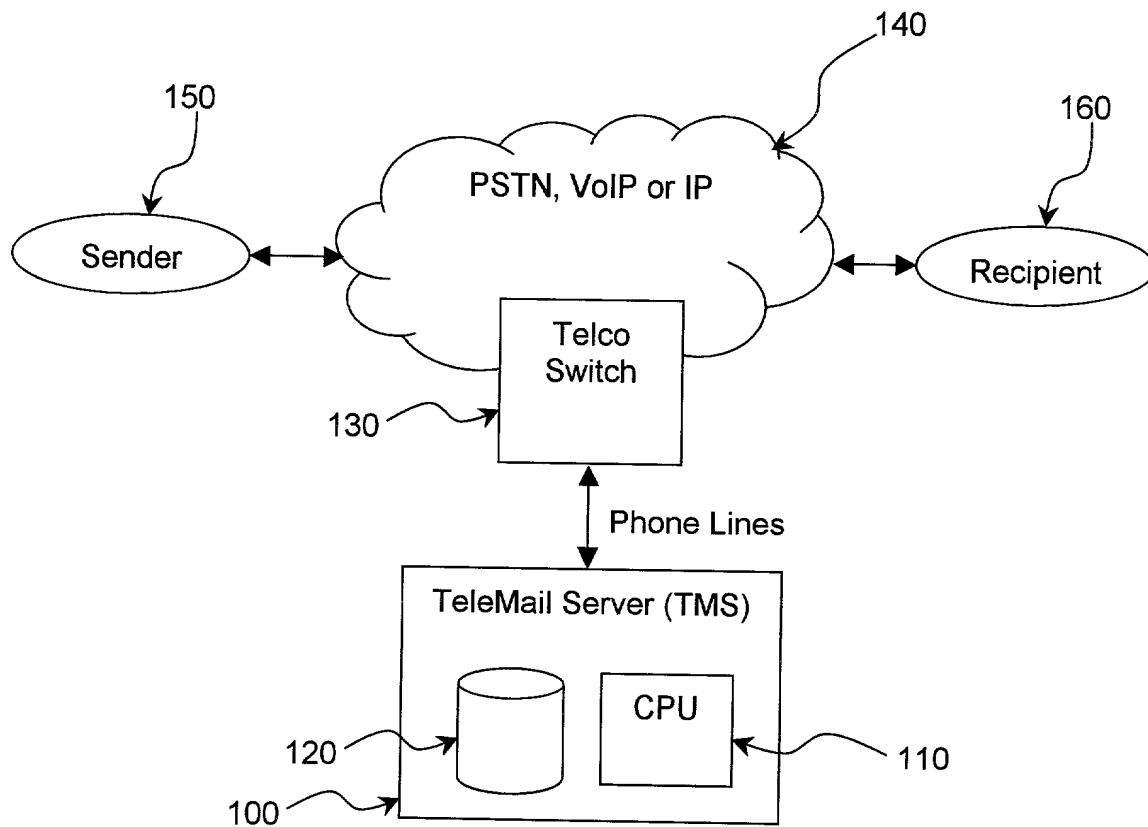 140
150
160
PSTN, VoIP or IP
Sender
Recipient
Telco
Switch
130
Phone Lines
TeleMail Server (TMS)
CPU
120
110
100